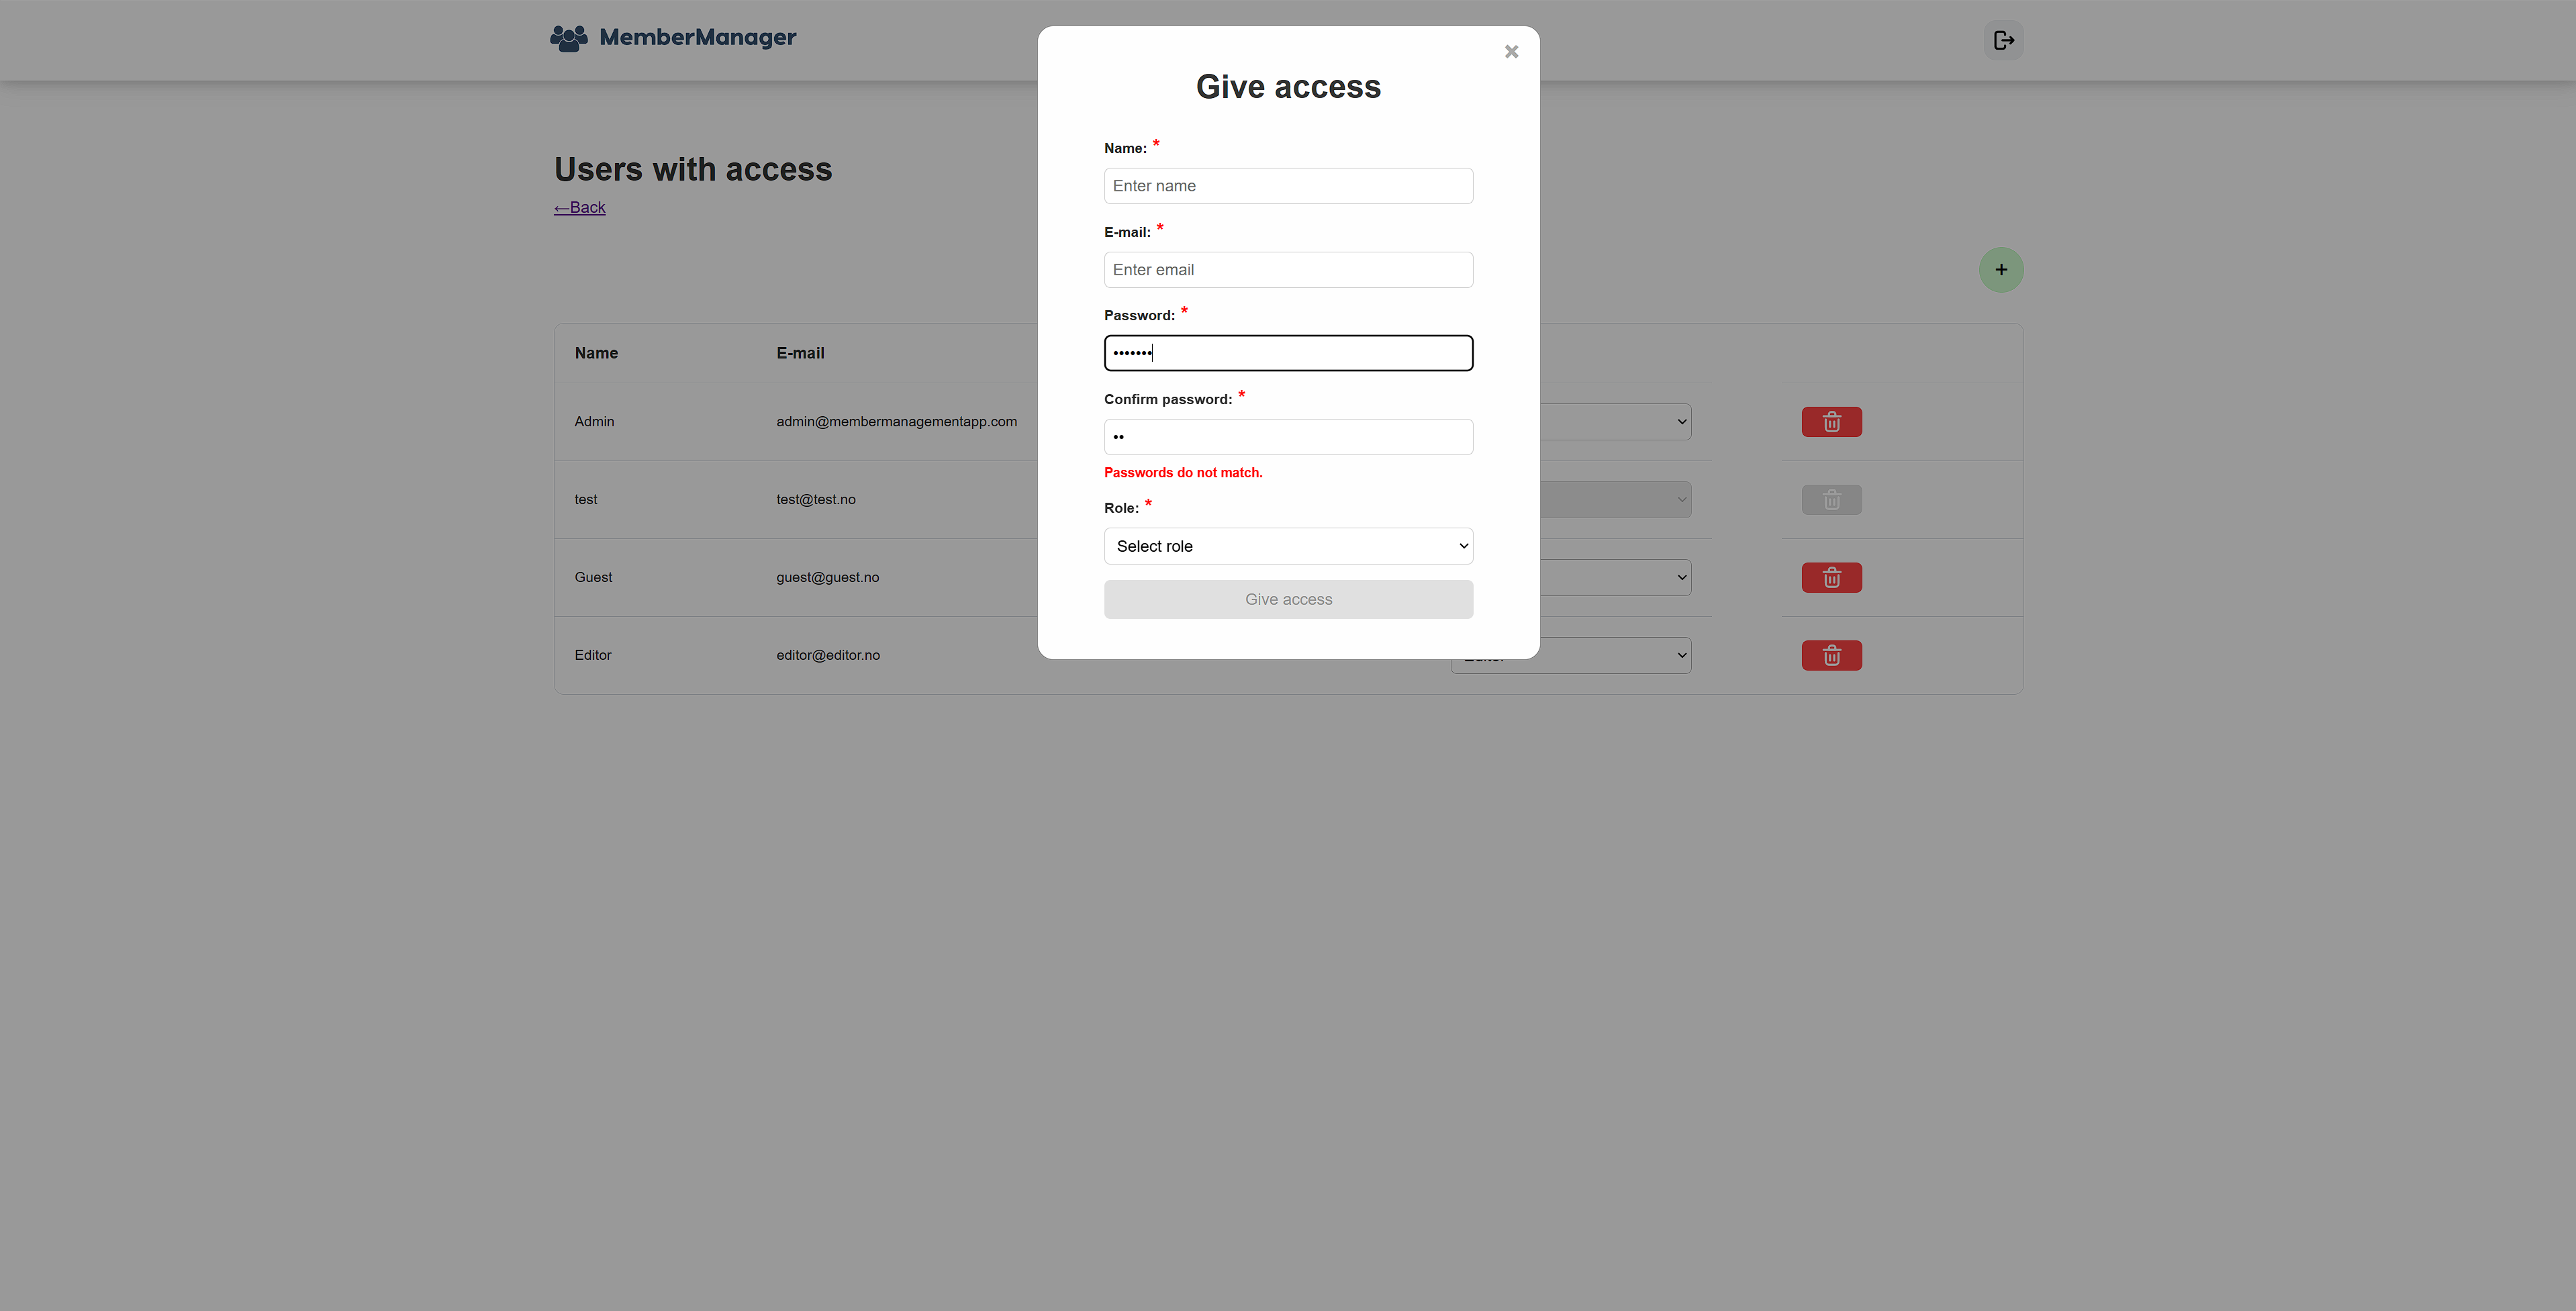 MemberManager
Give access
Name: *
Enter name
E-mail: *
Enter email
Password: *
•••••••
Confirm password: *
••
Passwords do not match.
Role: *
Select role
Give access
Users with access
←Back
+
Name E-mail
Admin admin@membermanagementapp.com
test test@test.no
Guest guest@guest.no
Editor editor@editor.no